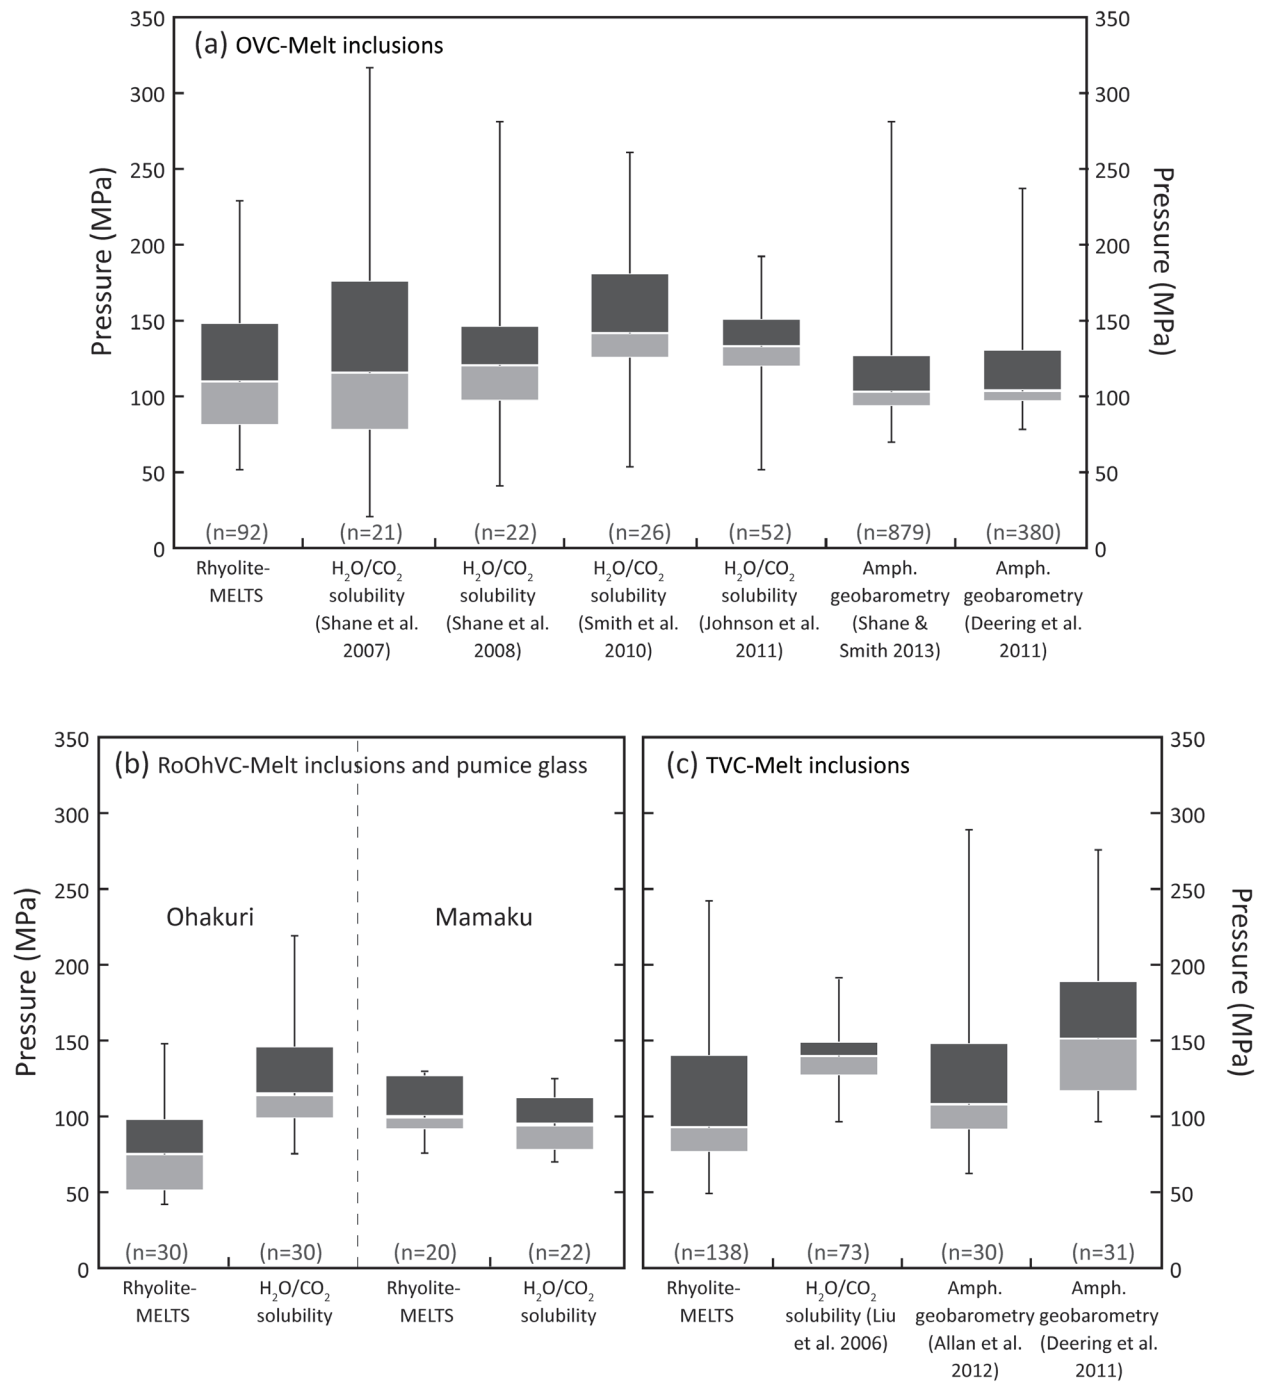 (a) OVC-Melt inclusions
350
300
250
200
150
100
50
0
Pressure (MPa)
350
300
250
200
150
100
50
0
Pressure (MPa)
(n=92)
(n=21)
(n=22)
(n=26)
(n=52)
(n=879)
(n=380)
Rhyolite-
MELTS
H₂O/CO₂
solubility
(Shane et al.
2007)
H₂O/CO₂
solubility
(Shane et al.
2008)
H₂O/CO₂
solubility
(Smith et al.
2010)
H₂O/CO₂
solubility
(Johnson et al.
2011)
Amph.
geobarometry
(Shane &
Smith 2013)
Amph.
geobarometry
(Deering et al.
2011)
(b) RoOhVC-Melt inclusions and pumice glass
350
300
250
200
150
100
50
0
Pressure (MPa)
Ohakuri
Mamaku
(n=30)
(n=30)
(n=20)
(n=22)
Rhyolite-
MELTS
H₂O/CO₂
solubility
Rhyolite-
MELTS
H₂O/CO₂
solubility
(c) TVC-Melt inclusions
350
300
250
200
150
100
50
0
Pressure (MPa)
(n=138)
(n=73)
(n=30)
(n=31)
Rhyolite-
MELTS
H₂O/CO₂
solubility (Liu
et al. 2006)
Amph.
geobarometry
(Allan et al.
2012)
Amph.
geobarometry
(Deering et al.
2011)